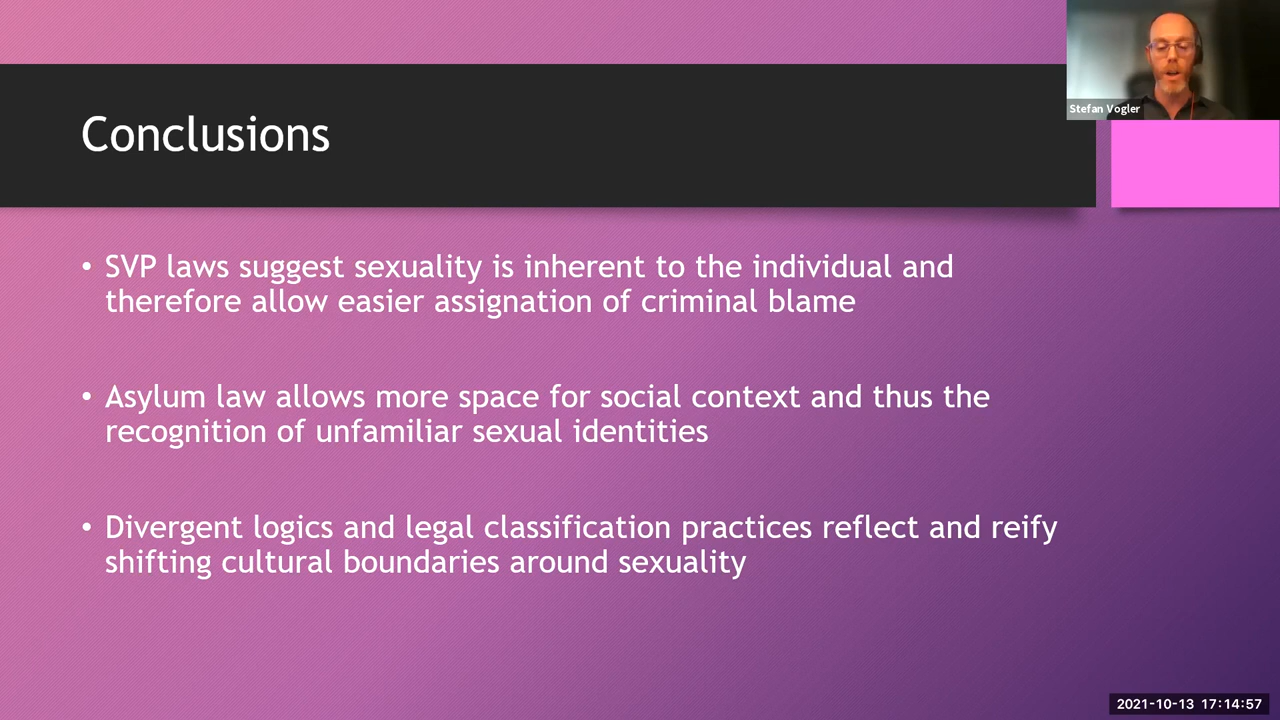 Stefan Vogler
Conclusions
• SVP laws suggest sexuality is inherent to the individual and
therefore allow easier assignation of criminal blame
• Asylum law allows more space for social context and thus the
recognition of unfamiliar sexual identities
• Divergent logics and legal classification practices reflect and reify
shifting cultural boundaries around sexuality
2021-10-13 17:14:57